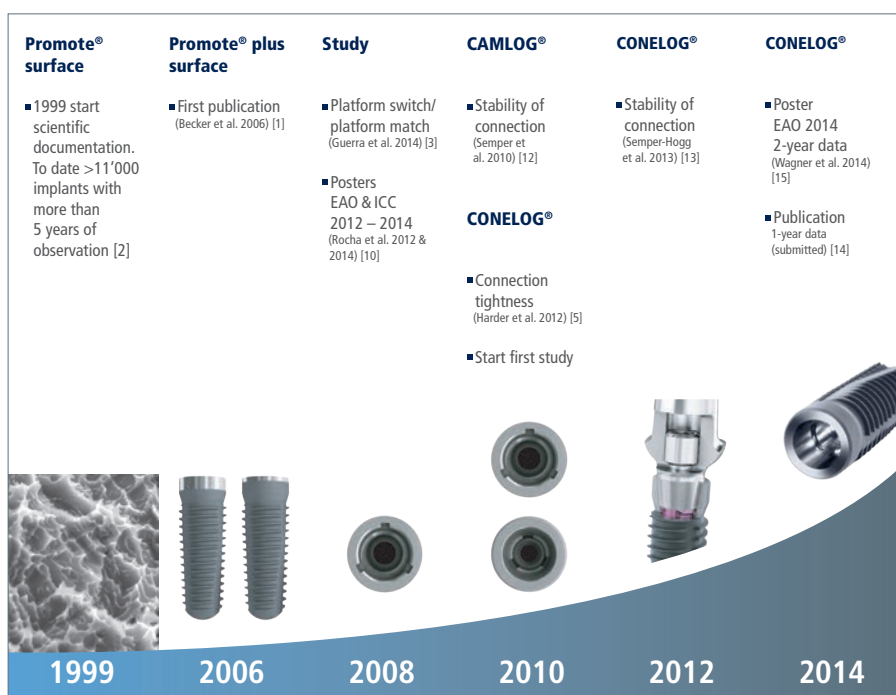 Promote®
surface
■ 1999 start
scientific
documentation.
To date >11’000
implants with
more than
5 years of
observation [2]
Promote® plus
surface
■ First publication
(Becker et al. 2006) [1]
Study
■ Platform switch/
platform match
(Guerra et al. 2014) [3]
■ Posters
EAO & ICC
2012 – 2014
(Rocha et al. 2012 &
2014) [10]
CAMLOG®
■ Stability of
connection
(Semper et
al. 2010) [12]
CONELOG®
■ Connection
tightness
(Harder et al. 2012) [5]
■ Start first study
CONELOG®
■ Stability of
connection
(Semper-Hogg
et al. 2013) [13]
CONELOG®
■ Poster
EAO 2014
2-year data
(Wagner et al. 2014)
[15]
■ Publication
1-year data
(submitted) [14]
1999
2006
2008
2010
2012
2014